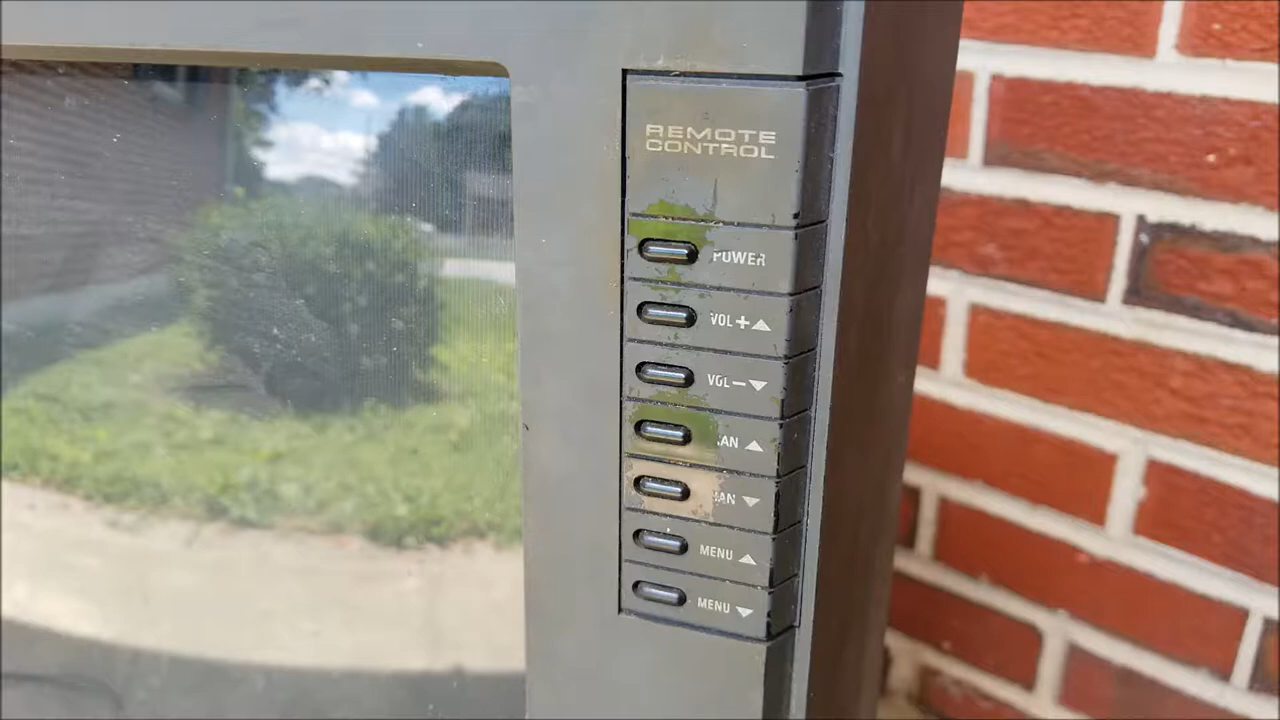 REMOTE
CONTROL
POWER
VOL + ▲
VOL – ▼
▲
▼
MENU ▲
MENU ▼